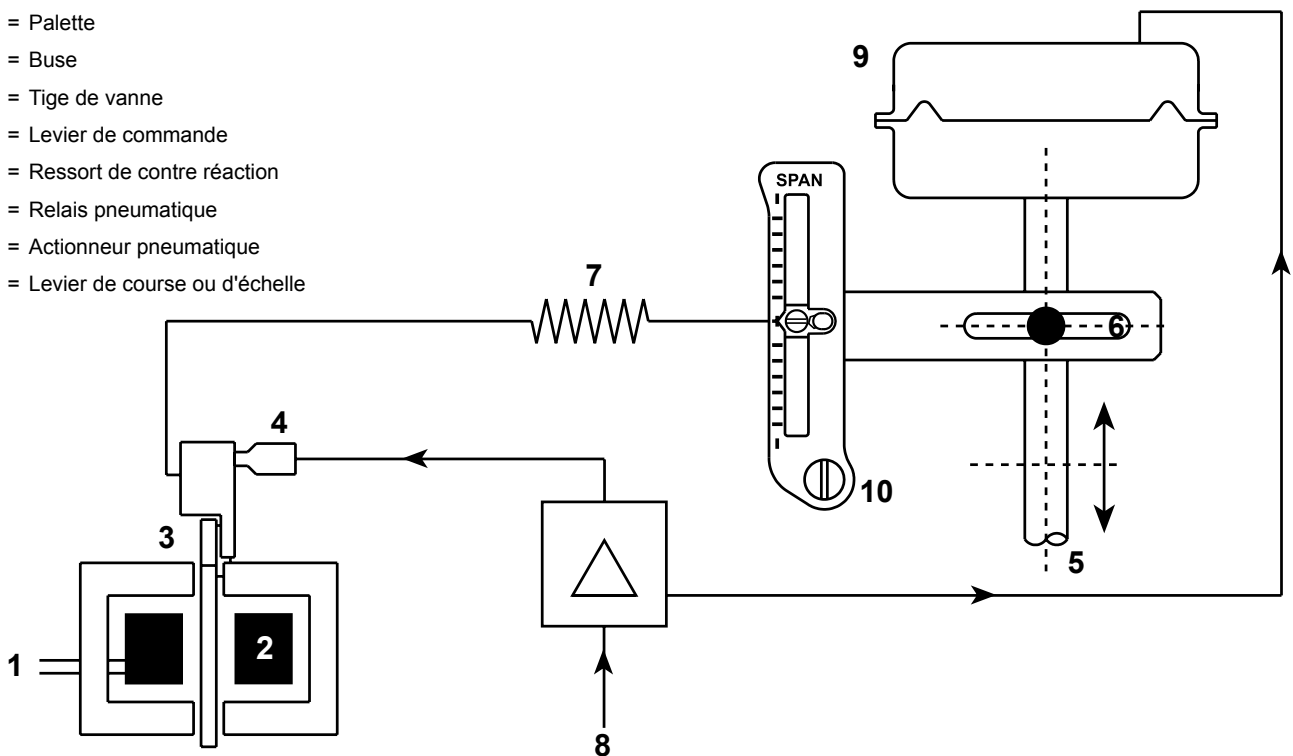 = Palette
= Buse
= Tige de vanne
= Levier de commande
= Ressort de contre réaction
= Relais pneumatique
= Actionneur pneumatique
= Levier de course ou d'échelle
9
SPAN
7
6
4
10
3
5
2
1
8